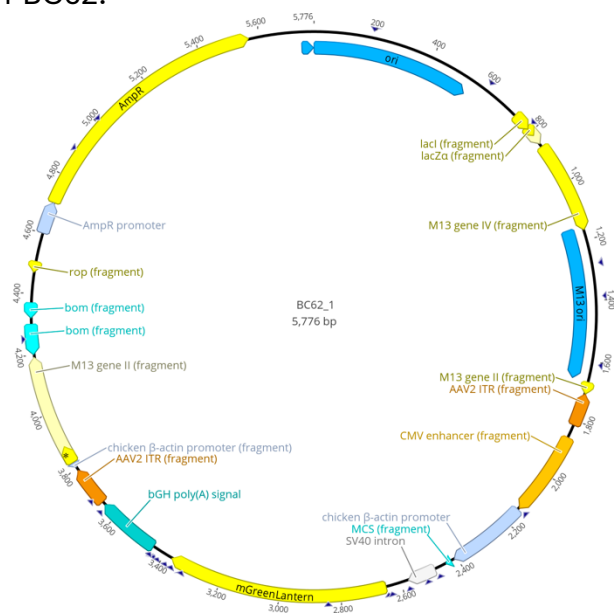 5,776
200
400
600
800
1,000
1,200
1,400
1,600
1,800
2,000
2,200
2,400
2,600
2,800
3,000
3,200
3,400
3,600
3,800
4,000
4,200
4,400
4,600
4,800
5,000
5,200
5,400
5,600
ori
lacI (fragment)
lacZα (fragment)
M13 gene IV (fragment)
M13 ori
M13 gene II (fragment)
AAV2 ITR (fragment)
CMV enhancer (fragment)
chicken β-actin promoter
MCS (fragment)
SV40 intron
mGreenLantern
bGH poly(A) signal
AAV2 ITR (fragment)
chicken β-actin promoter (fragment)
*
M13 gene II (fragment)
bom (fragment)
bom (fragment)
rop (fragment)
AmpR promoter
AmpR
BC62_1
5,776 bp